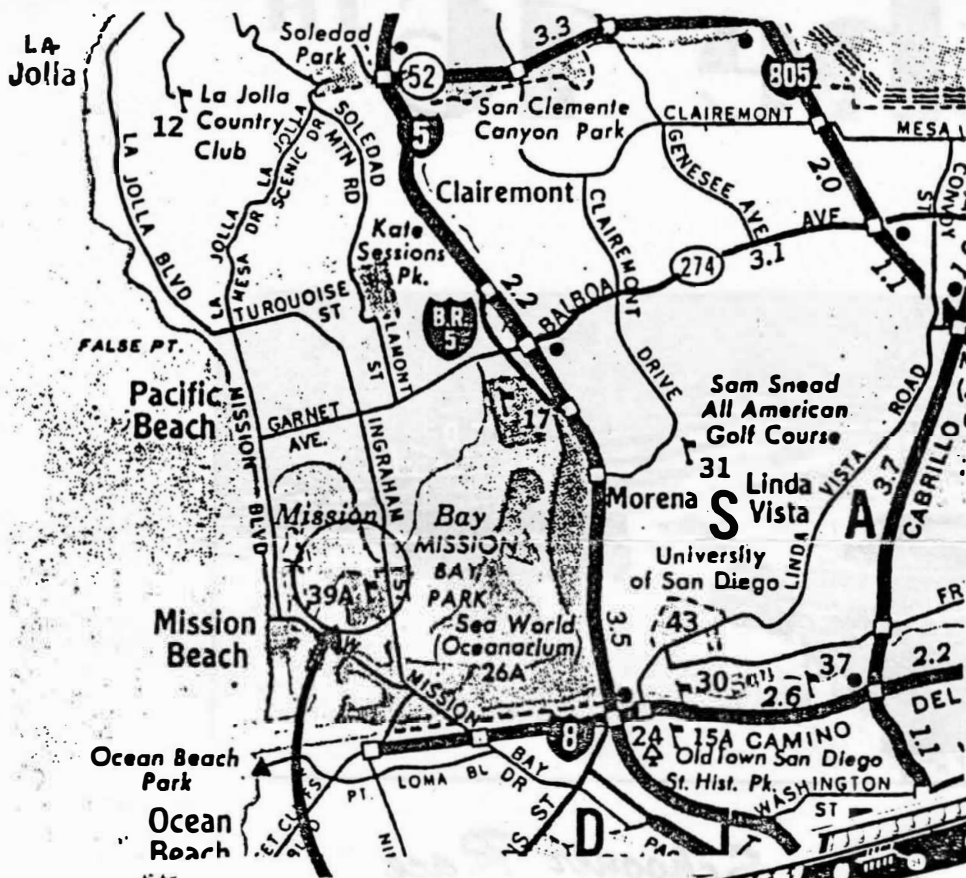 LA
Jolla
Soledad
Park
52
3.3
805
La Jolla
Country
Club
12
5
San Clemente
Canyon Park
CLAIREMONT
MESA
LA JOLLA BLVD
LA JOLLA
SCENIC DR
SOLEDAD
MTN RD
LA JOLLA
MESA DR
Clairemont
GENESEE AVE
2.0
CONVOY
ST
Kate
Sessions
Pk.
CLAIREMONT
DRIVE
274
3.1
AVE
1.1
TURQUOISE
ST
B.R.
5
2.2
BALBOA
FALSE PT.
LAMONT
ST
Pacific
Beach
MISSION
BLVD
GARNET
AVE.
INGRAHAM
ST
17
Sam Snead
All American
Golf Course
31
Morena
S
Linda
Vista
LINDA VISTA ROAD
3.7
A
CABRILLO
Mission
Bay
MISSION
BAY
PARK
39A
University
of San Diego
43
3.5
Mission
Beach
Sea World
(Oceanarium)
26A
30
2.6
37
FR
2.2
DEL
1.1
MISSION
BAY
DR
8
24
15A
CAMINO
Old Town San Diego
St. Hist. Pk.
WASHINGTON
ST
Ocean Beach
Park
PT. LOMA BL
Ocean
Beach
D